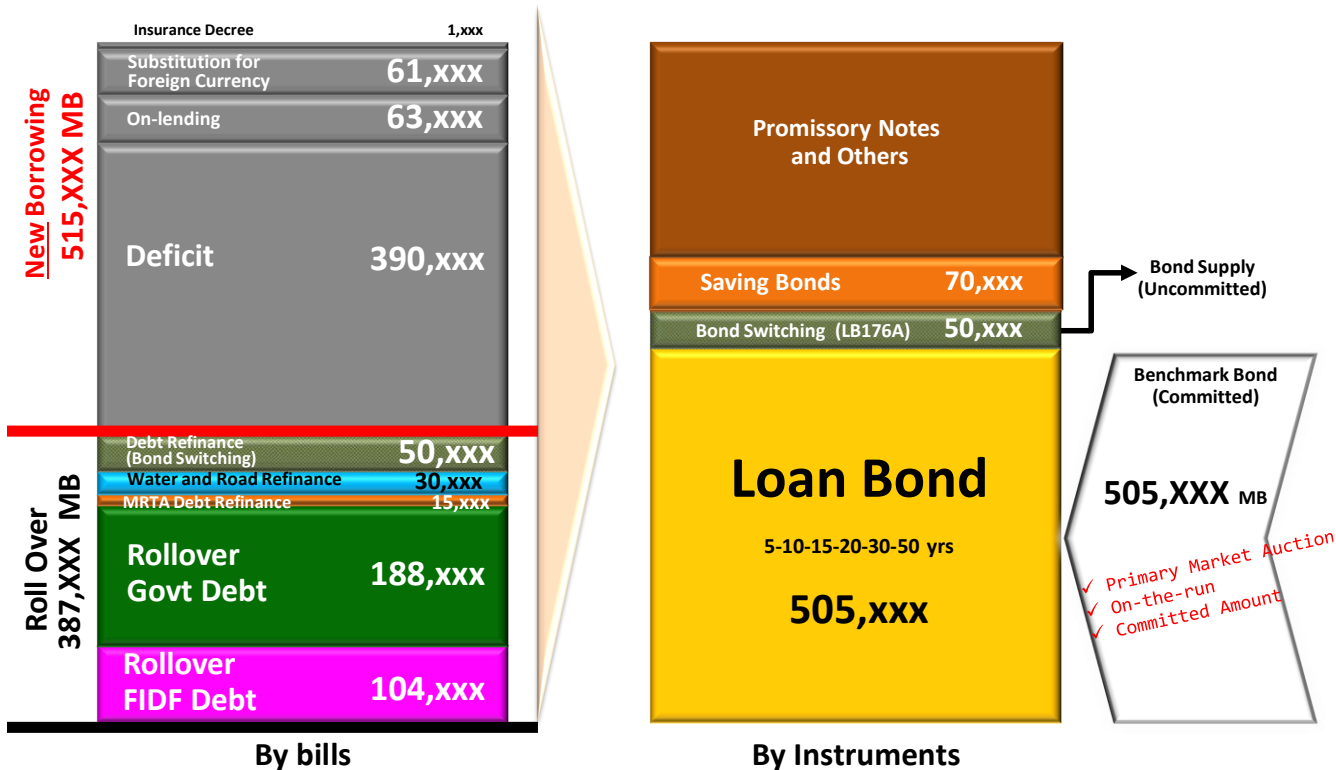 New Borrowing
515,XXX MB
Roll Over
387,XXX MB
Insurance Decree 1,xxx
Substitution for
Foreign Currency 61,xxx
On-lending 63,xxx
Deficit 390,xxx
Debt Refinance
(Bond Switching) 50,xxx
Water and Road Refinance 30,xxx
MRTA Debt Refinance 15,xxx
Rollover
Govt Debt 188,xxx
Rollover
FIDF Debt 104,xxx
By bills
Promissory Notes
and Others
Saving Bonds 70,xxx
Bond Switching (LB176A) 50,xxx
Loan Bond
5-10-15-20-30-50 yrs
505,xxx
By Instruments
Bond Supply
(Uncommitted)
Benchmark Bond
(Committed)
505,XXX MB
✓ Primary Market Auction
✓ On-the-run
✓ Committed Amount